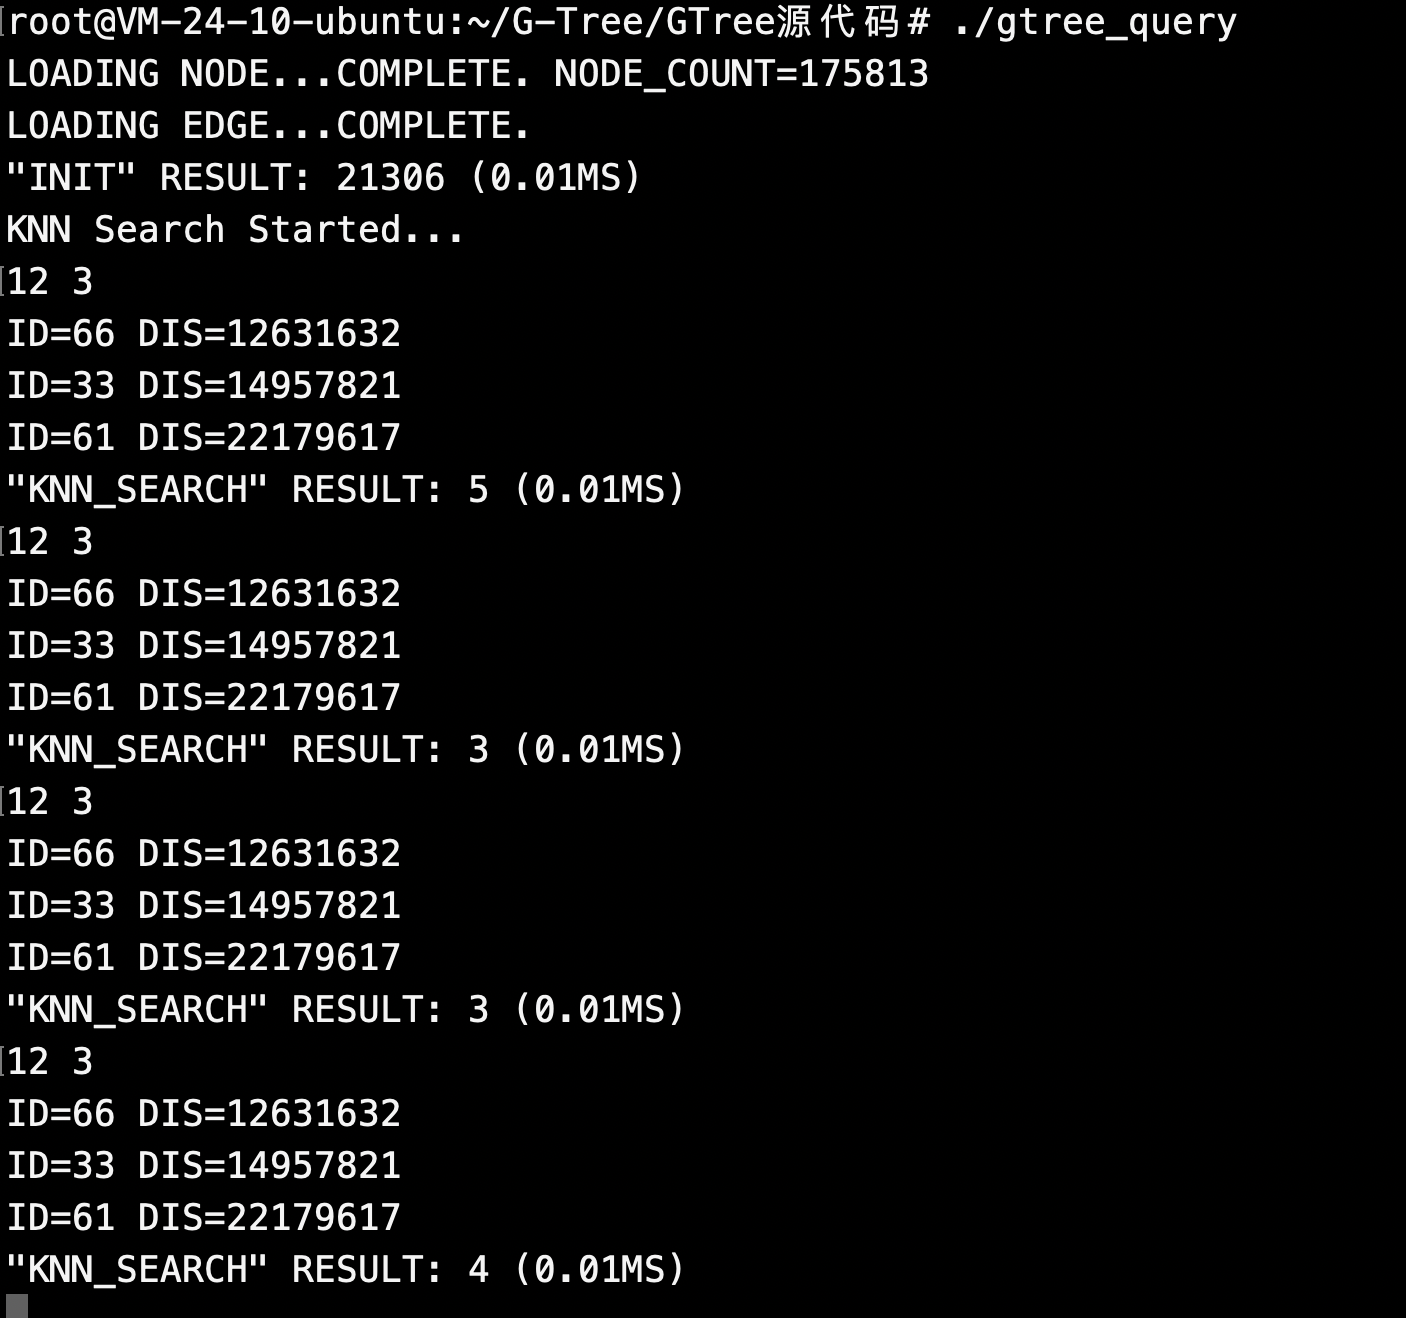 root@VM-24-10-ubuntu:~/G-Tree/GTree源代码# ./gtree_query
LOADING NODE...COMPLETE. NODE_COUNT=175813
LOADING EDGE...COMPLETE.
"INIT" RESULT: 21306 (0.01MS)
KNN Search Started...
12 3
ID=66 DIS=12631632
ID=33 DIS=14957821
ID=61 DIS=22179617
"KNN_SEARCH" RESULT: 5 (0.01MS)
12 3
ID=66 DIS=12631632
ID=33 DIS=14957821
ID=61 DIS=22179617
"KNN_SEARCH" RESULT: 3 (0.01MS)
12 3
ID=66 DIS=12631632
ID=33 DIS=14957821
ID=61 DIS=22179617
"KNN_SEARCH" RESULT: 3 (0.01MS)
12 3
ID=66 DIS=12631632
ID=33 DIS=14957821
ID=61 DIS=22179617
"KNN_SEARCH" RESULT: 4 (0.01MS)